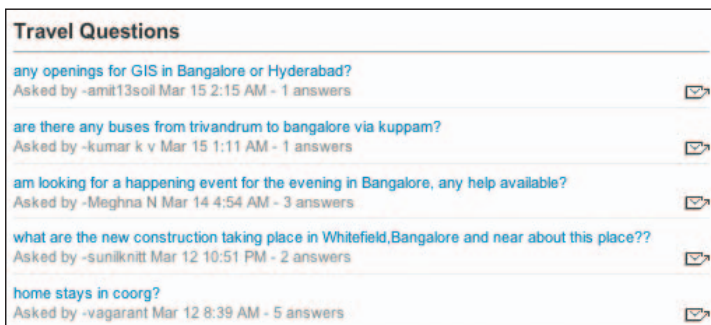 Travel Questions
any openings for GIS in Bangalore or Hyderabad?
Asked by -amit13soil Mar 15 2:15 AM - 1 answers
are there any buses from trivandrum to bangalore via kuppam?
Asked by -kumar k v Mar 15 1:11 AM - 1 answers
am looking for a happening event for the evening in Bangalore, any help available?
Asked by -Meghna N Mar 14 4:54 AM - 3 answers
what are the new construction taking place in Whitefield,Bangalore and near about this place??
Asked by -sunilknitt Mar 12 10:51 PM - 2 answers
home stays in coorg?
Asked by -vagarant Mar 12 8:39 AM - 5 answers